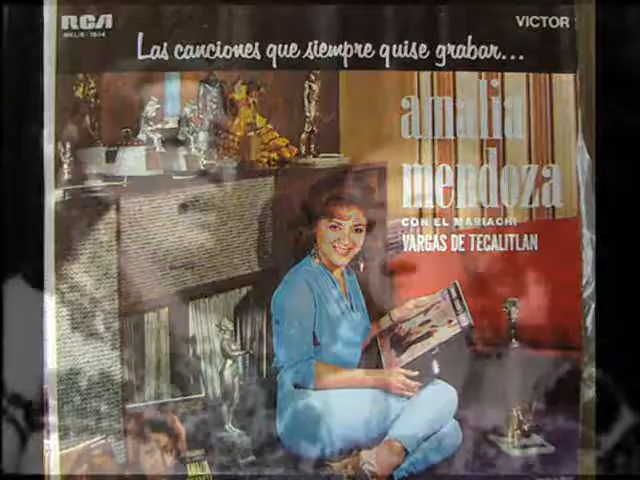 RCA VICTOR
Las canciones que siempre quise grabar...
amalia
mendoza
CON EL MARIACHI
VARGAS DE TECALITLAN